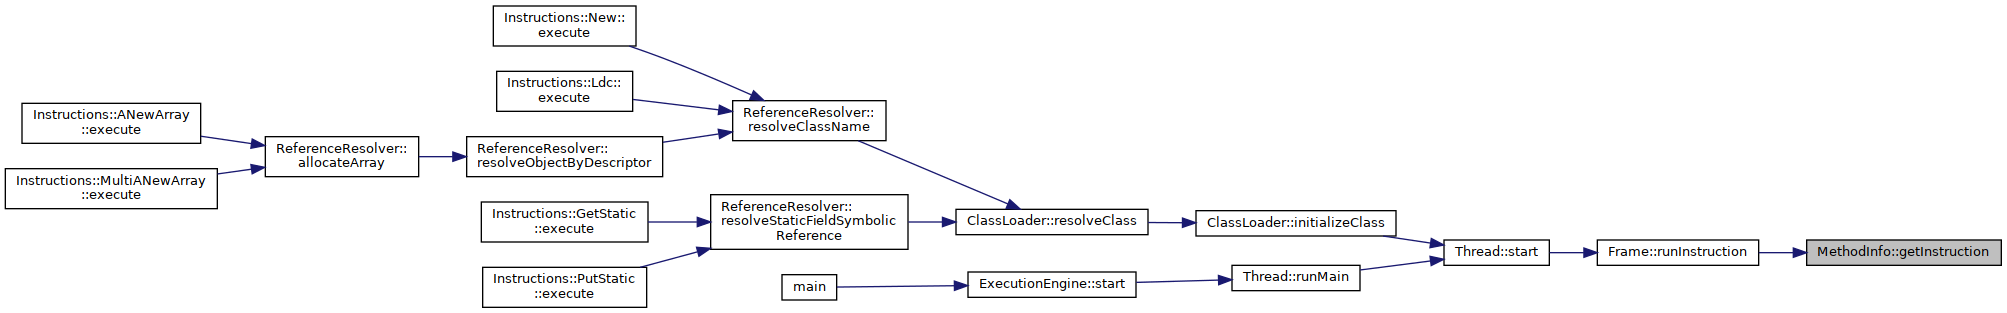 Instructions::New::
execute
Instructions::Ldc::
execute
Instructions::ANewArray
::execute
Instructions::MultiANewArray
::execute
ReferenceResolver::
allocateArray
ReferenceResolver::
resolveObjectByDescriptor
ReferenceResolver::
resolveClassName
Instructions::GetStatic
::execute
Instructions::PutStatic
::execute
ReferenceResolver::
resolveStaticFieldSymbolic
Reference
ClassLoader::resolveClass
ClassLoader::initializeClass
main
ExecutionEngine::start
Thread::runMain
Thread::start
Frame::runInstruction
MethodInfo::getInstruction